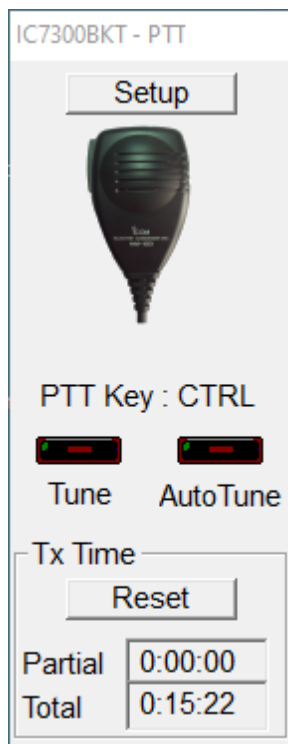 IC7300BKT - PTT
Setup
ICOM
PTT Key : CTRL
Tune AutoTune
Tx Time
Reset
Partial 0:00:00
Total 0:15:22